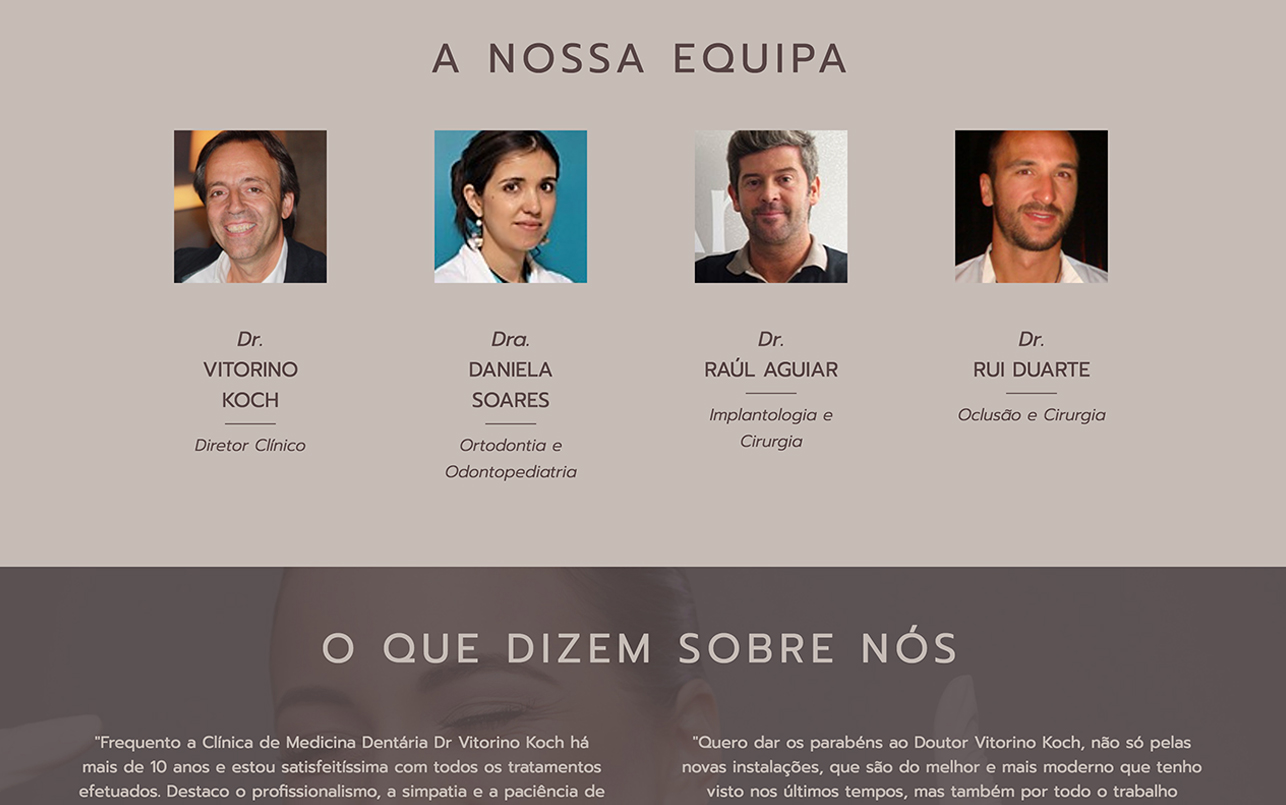 A NOSSA EQUIPA
Dr.
VITORINO
KOCH
Diretor Clínico
Dra.
DANIELA
SOARES
Ortodontia e
Odontopediatria
Dr.
RAÚL AGUIAR
Implantologia e
Cirurgia
Dr.
RUI DUARTE
Oclusão e Cirurgia
O QUE DIZEM SOBRE NÓS
"Frequento a Clínica de Medicina Dentária Dr Vitorino Koch há
mais de 10 anos e estou satisfeitíssima com todos os tratamentos
efetuados. Destaco o profissionalismo, a simpatia e a paciência de
"Quero dar os parabéns ao Doutor Vitorino Koch, não só pelas
novas instalações, que são do melhor e mais moderno que tenho
visto nos últimos tempos, mas também por todo o trabalho